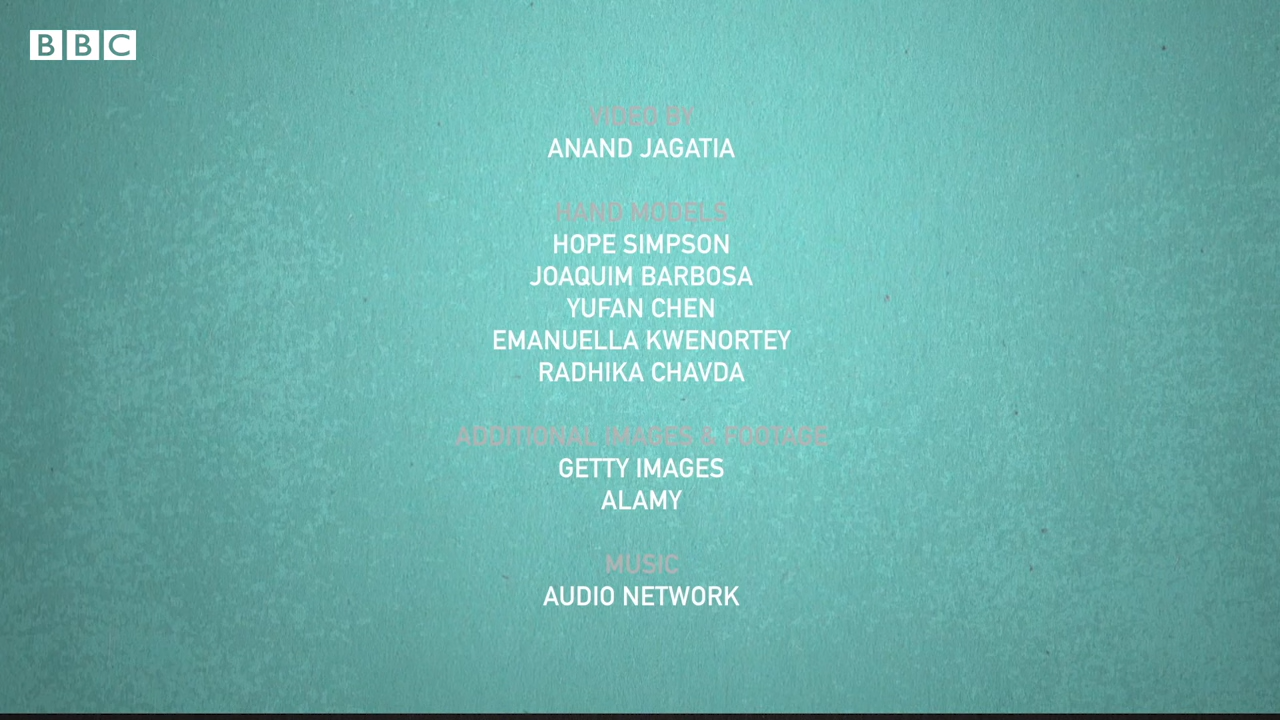 BBC
VIDEO BY
ANAND JAGATIA
HAND MODELS
HOPE SIMPSON
JOAQUIM BARBOSA
YUFAN CHEN
EMANUELLA KWENORTEY
RADHIKA CHAVDA
ADDITIONAL IMAGES & FOOTAGE
GETTY IMAGES
ALAMY
MUSIC
AUDIO NETWORK